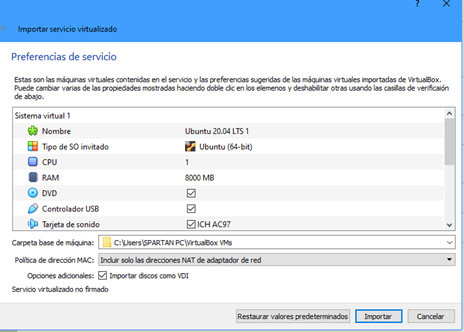 ?
Importar servicio virtualizado
Preferencias de servicio
Estas son las máquinas virtuales contenidas en el servicio y las preferencias sugeridas de las máquinas virtuales importadas de VirtualBox.
Puede cambiar varias de las propiedades mostradas haciendo doble clic en los elemenos y deshabilitar otras usando las casillas de verificaión
de abajo.
Sistema virtual 1
Nombre Ubuntu 20.04 LTS 1
Tipo de SO invitado Ubuntu (64-bit)
CPU 1
RAM 8000 MB
DVD
Controlador USB
Tarjeta de sonido ICH AC97
Carpeta base de máquina: C:\Users\SPARTAN PC\VirtualBox VMs
Política de dirección MAC: Incluir solo las direcciones NAT de adaptador de red
Opciones adicionales: Importar discos como VDI
Servicio virtualizado no firmado
Restaurar valores predeterminados Importar Cancelar